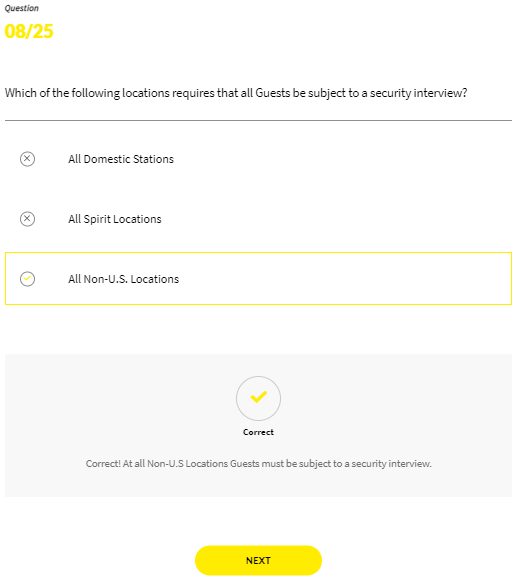 Question
08/25
Which of the following locations requires that all Guests be subject to a security interview?
All Domestic Stations
All Spirit Locations
All Non-U.S. Locations
Correct
Correct! At all Non-U.S Locations Guests must be subject to a security interview.
NEXT